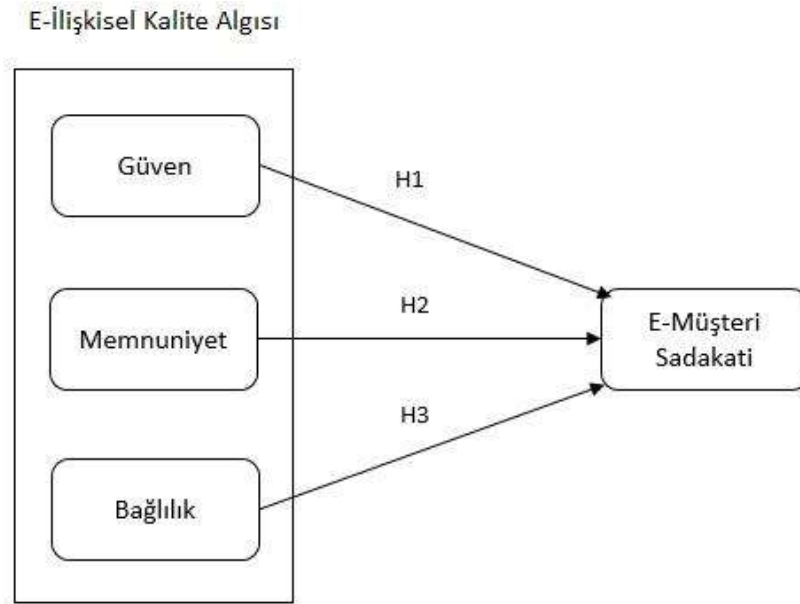 E-İlişkisel Kalite Algısı
Güven
H1
Memnuniyet
H2
E-Müşteri
Sadakati
H3
Bağlılık